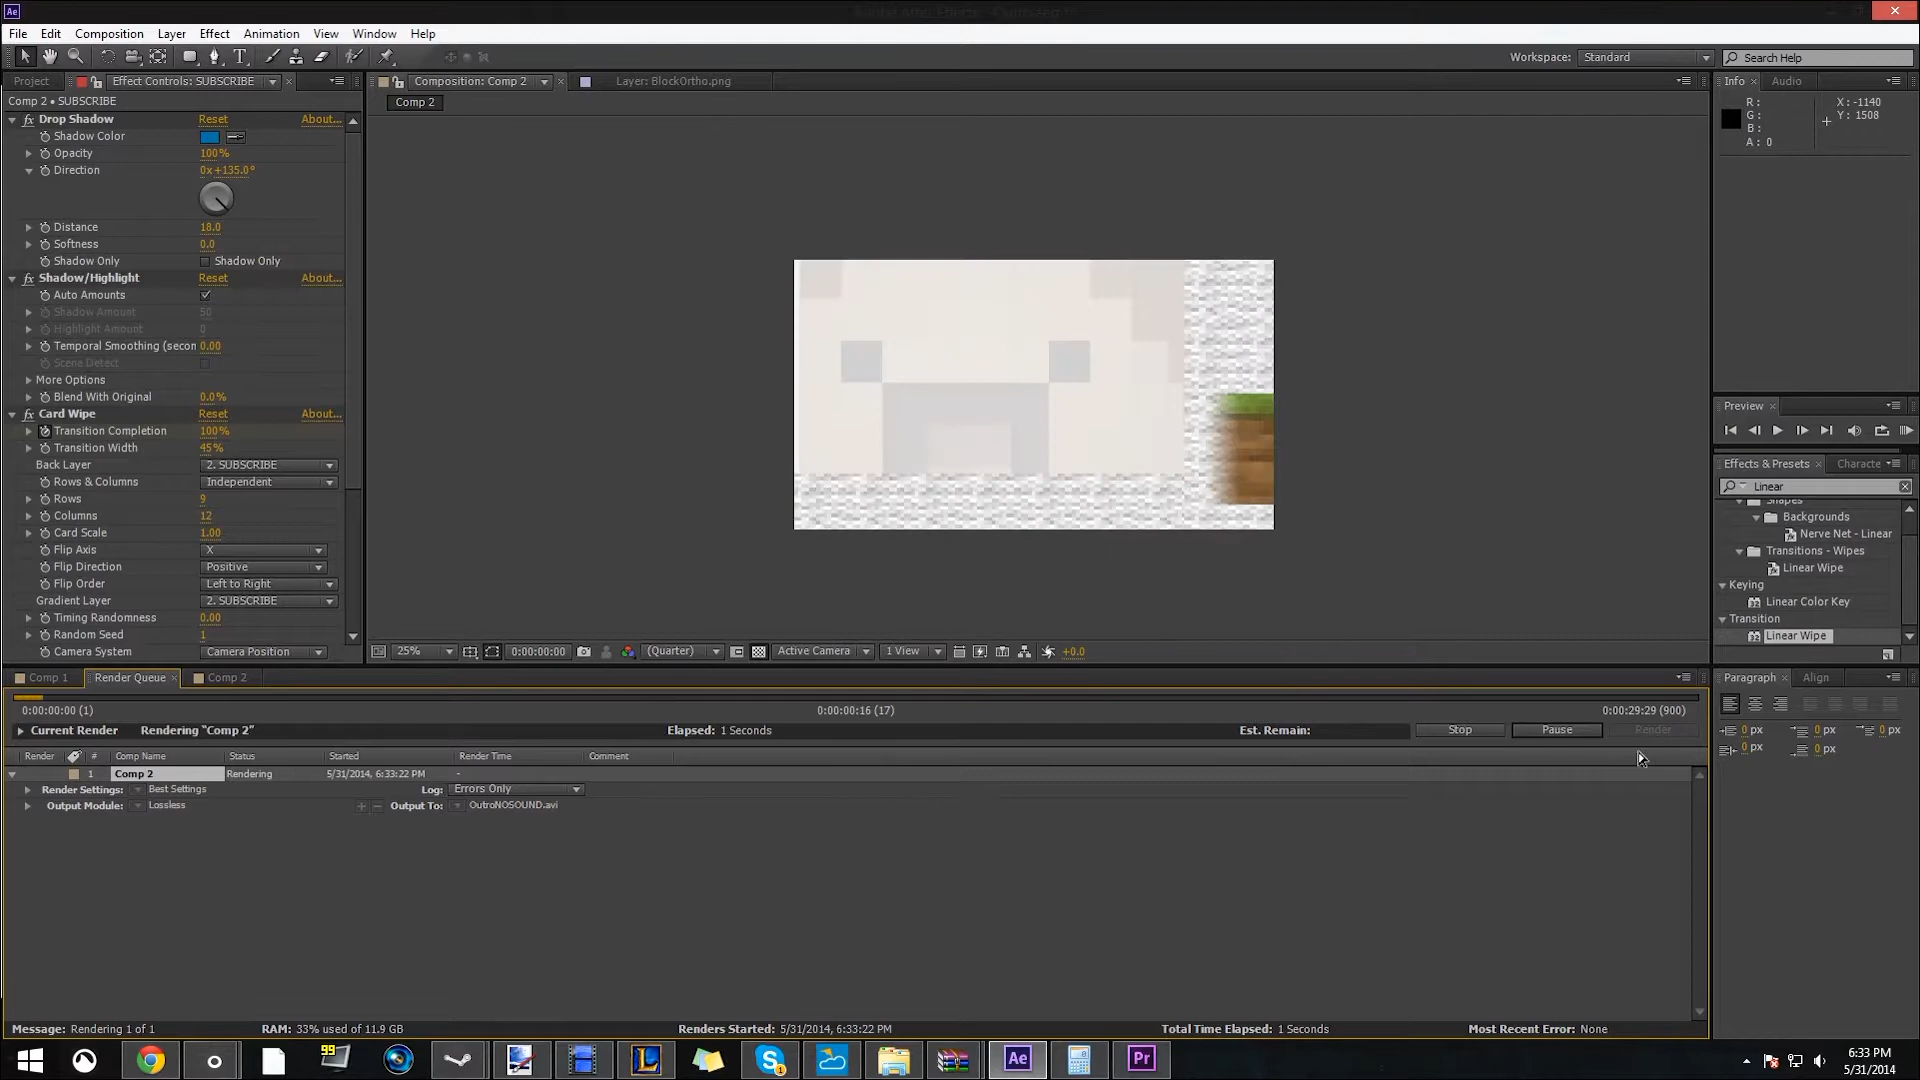 Ae
File Edit Composition Layer Effect Animation View Window Help
Workspace: Standard Search Help
Project Effect Controls: SUBSCRIBE Composition: Comp 2 Layer: BlockOrtho.png Info Audio
Comp 2 • SUBSCRIBE
Comp 2
R: X: -1140
G: Y: 1508
B:
A: 0
fx Drop Shadow Reset About...
Shadow Color
Opacity 100%
Direction 0x+135.0°
Distance 18.0
Softness 0.0
Shadow Only Shadow Only
fx Shadow/Highlight Reset About...
Auto Amounts
Shadow Amount 50
Highlight Amount 0
Temporal Smoothing (secon 0.00
Scene Detect
More Options
Blend With Original 0.0%
fx Card Wipe Reset About...
Transition Completion 100%
Transition Width 45%
Back Layer 2. SUBSCRIBE
Rows & Columns Independent
Rows 9
Columns 12
Card Scale 1.00
Flip Axis X
Flip Direction Positive
Flip Order Left to Right
Gradient Layer 2. SUBSCRIBE
Timing Randomness 0.00
Random Seed 1
Camera System Camera Position
Preview
Effects & Presets Characte
Linear
Shapes
Backgrounds
Nerve Net - Linear
Transitions - Wipes
Linear Wipe
Keying
Linear Color Key
Transition
Linear Wipe
25% 0:00:00:00 (Quarter) Active Camera 1 View +0.0
Comp 1 Render Queue Comp 2 Paragraph Align
0:00:00:00 (1) 0:00:00:16 (17) 0:00:29:29 (900)
Current Render Rendering "Comp 2" Elapsed: 1 Seconds Est. Remain: Stop Pause Render
0 px 0 px 0 px
0 px 0 px
Render # Comp Name Status Started Render Time Comment
1 Comp 2 Rendering 5/31/2014, 6:33:22 PM -
Render Settings: Best Settings Log: Errors Only
Output Module: Lossless Output To: OutroNOSOUND.avi
Message: Rendering 1 of 1 RAM: 33% used of 11.9 GB Renders Started: 5/31/2014, 6:33:22 PM Total Time Elapsed: 1 Seconds Most Recent Error: None
99 L S 1 Ae Pr
6:33 PM
5/31/2014